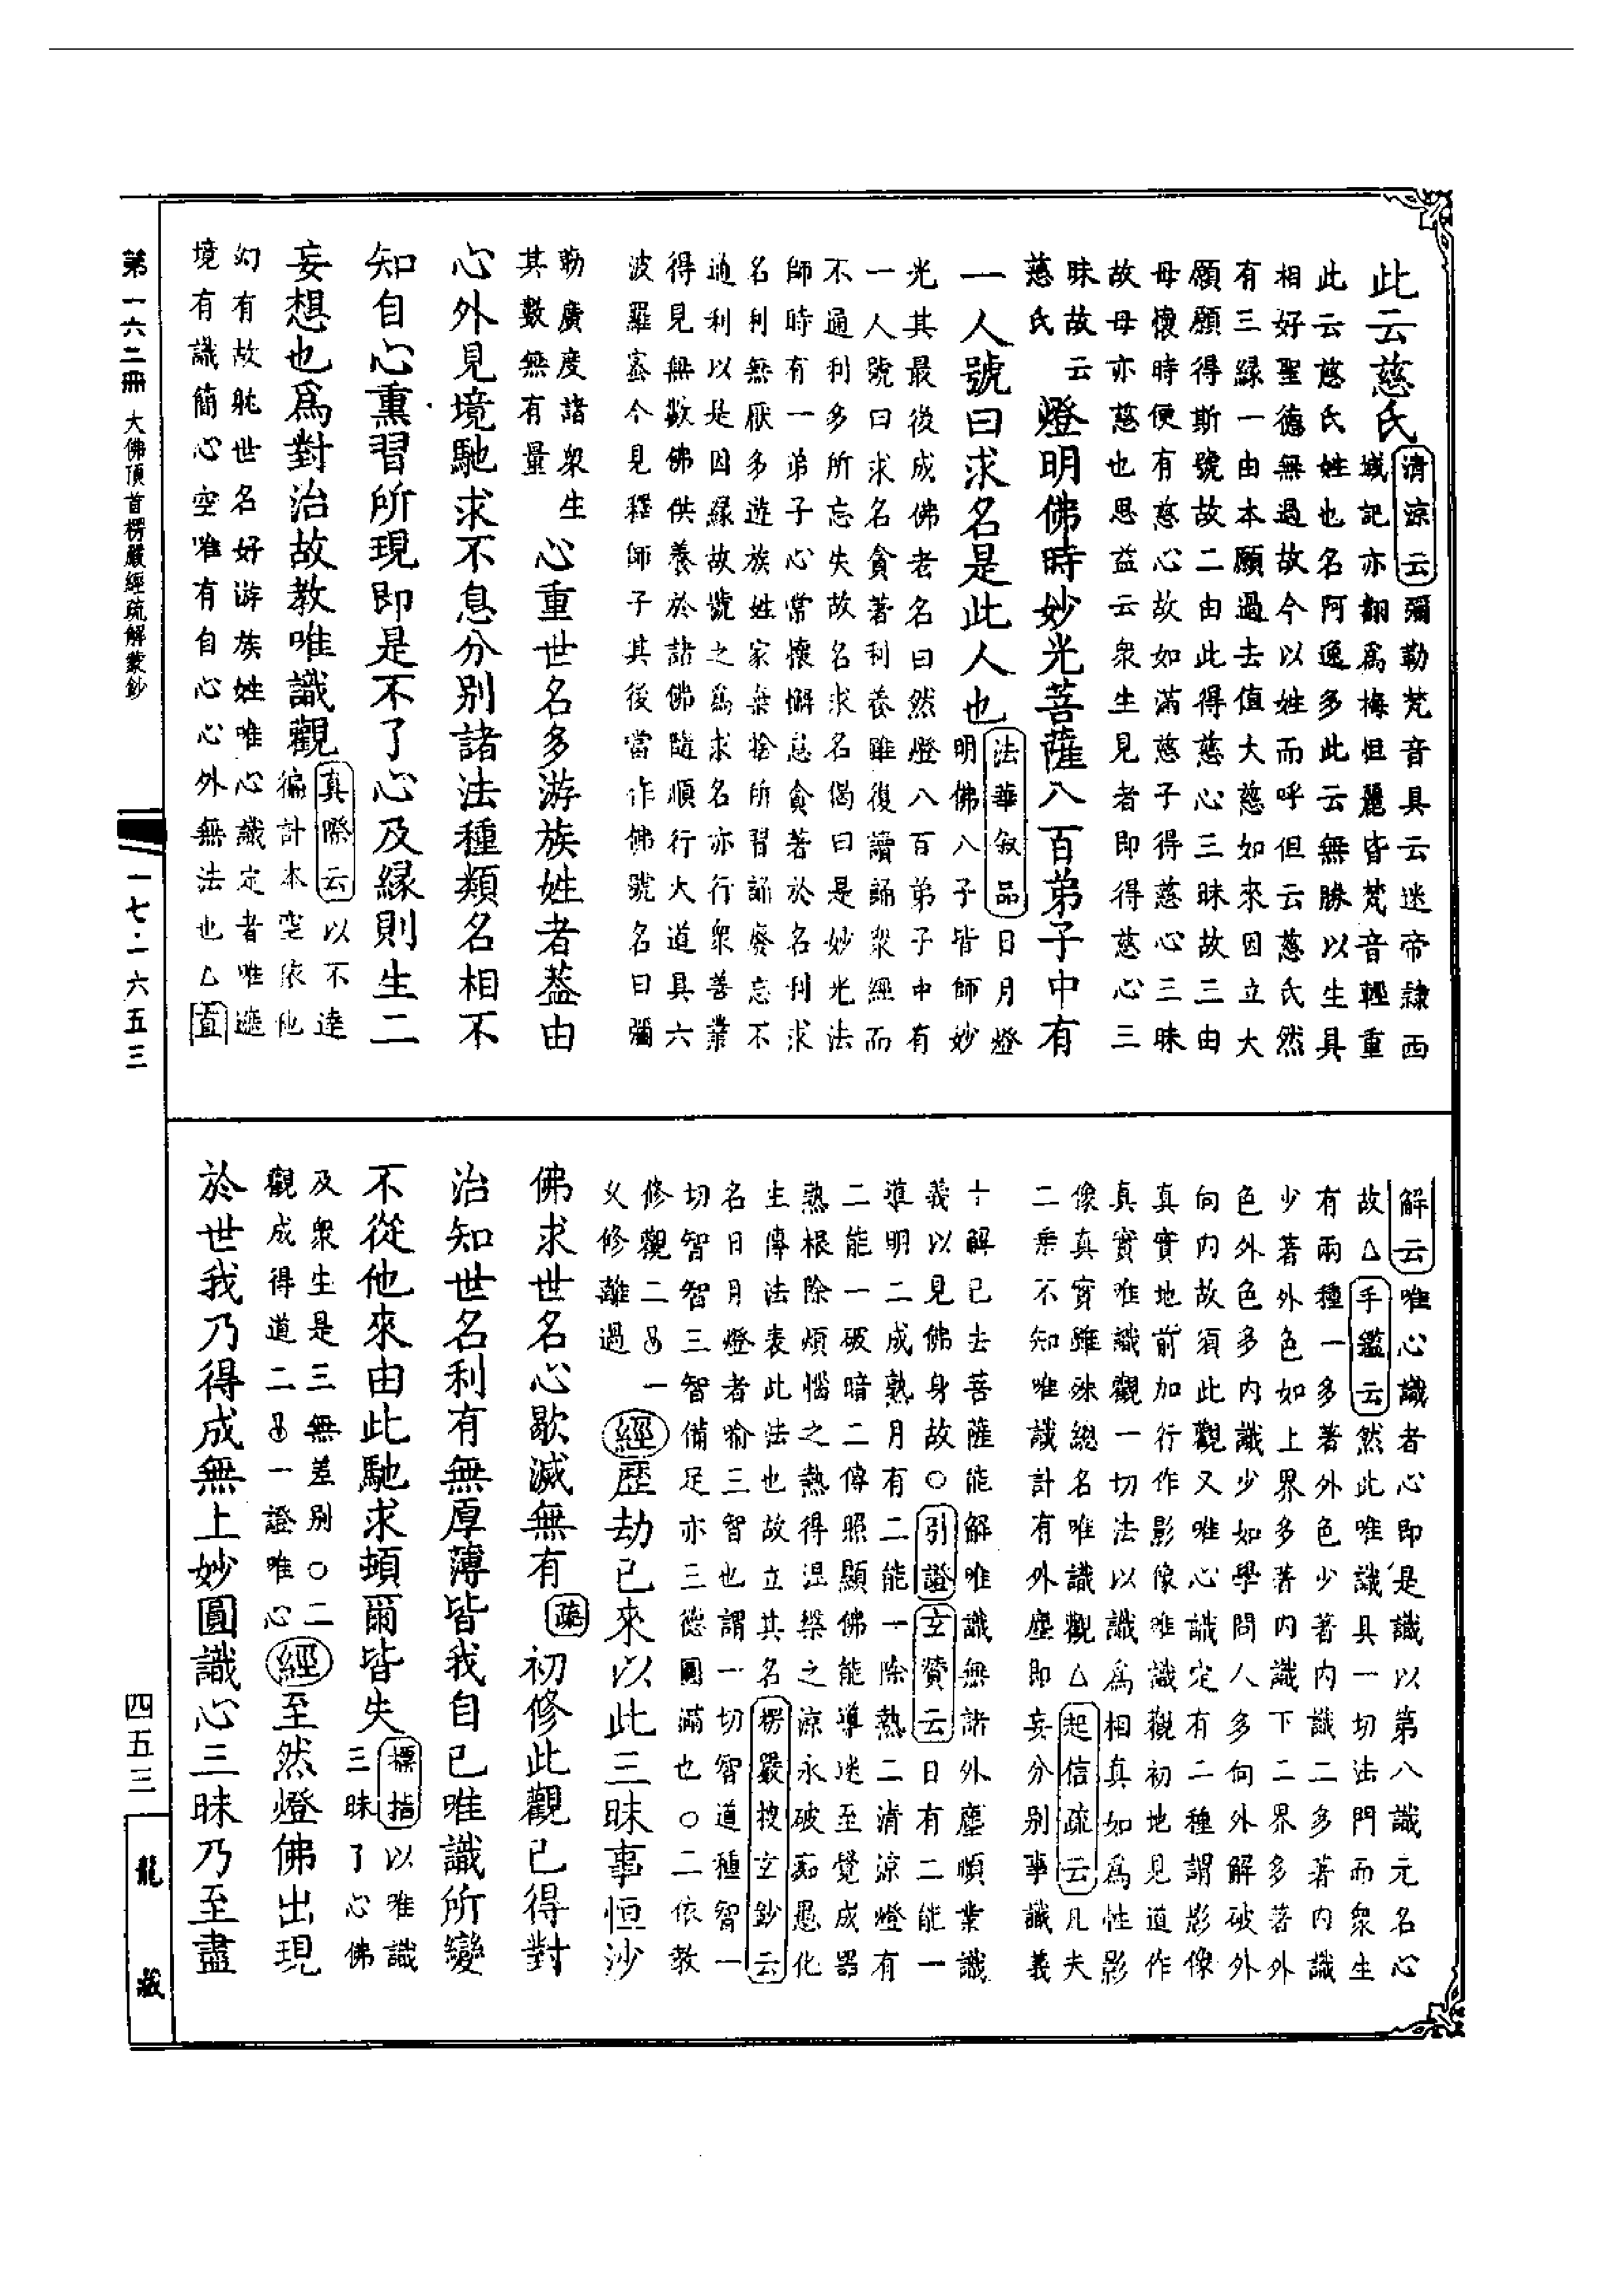 此云慈氏清涼云彌勒梵音具云迷帝隷西
域記亦翻爲梅怛麗皆梵音輕重
此云慈氏姓也名阿逸多此云無勝以生具
相好聖德無過故今以姓而呼但云慈氏然
有三緣一由本願過去值大慈如來因立大
願願得斯號故二由此得慈心三昧故三由
母懷時便有慈心故如滿慈子得慈心三昧
故母亦慈也思益云衆生見者即得慈心三
昧故云
慈氏
燈明佛時妙光菩薩八百弟子中有
一人號曰求名是此人也法華叙品日月燈
明佛八子皆師妙
光其最後成佛者名曰然燈八百弟子中有
一人號曰求名貪著利養雖復讀誦衆經而
不通利多所忘失故名求名偈曰是妙光法
師時有一弟子心常懷懈怠貪著於名利求
名利無厭多遊族姓家棄捨所習誦廢忘不
通利以是因緣故號之爲求名亦行衆善業
得見無數佛供養於諸佛隨順行大道具六
波羅蜜今見釋師子其後當作佛號名曰彌
勒廣度諸衆生
其數無有量
心重世名多游族姓者蓋由
心外見境馳求不息分别諸法種類名相不
知自心熏習所現即是不了心及緣則生二
妄想也爲對治故教唯識觀真際云以不達
徧計本空依他
幻有故躭世名好游族姓唯心識定者唯遮
境有識簡心空唯有自心心外無法也△直
解云唯心識者心即是識以第八識元名心
故△手鑑云然此唯識具一切法門而衆生
有兩種一多著外色少著内識二多著内識
少著外色如上界多著内識下二界多著外
色外色多内識少如學問人多向外解破外
向内故須此觀又唯心識定有二種謂影像
真實地前加行作影像唯識觀初地見道作
真實唯識觀一切法以識爲相真如爲性影
像真實雖殊總名唯識觀△起信疏云凡夫
二乘不知唯識計有外塵即妄分别事識義
十解已去菩薩能解唯識無諸外塵順業識
義以見佛身故○引證玄贊云日有二能一
導明二成熟月有二能一除熱二清涼燈有
二能一破暗二傳照顯佛能導迷至覺成器
熟根除煩惱之熱得涅槃之涼永破癡愚化
生傳法表此法也故立其名楞嚴搜玄鈔云
名日月燈者喻三智也謂一切智道種智一
切智智三智備足亦三德圓滿也○二依教
修觀二
一
义修離過
經歷劫已來以此三昧事恒沙
佛求世名心歇滅無有疏初修此觀已得對
治知世名利有無厚薄皆我自己唯識所變
不從他來由此馳求頓爾皆失標指以唯識
三昧了心佛
及衆生是三無差别○二
觀成得道二
一證唯心
經至然燈佛出現
於世我乃得成無上妙圓識心三昧乃至盡
第一六二冊 大佛頂首楞嚴經疏解蒙鈔
一七·一六五三
四五三
龍藏